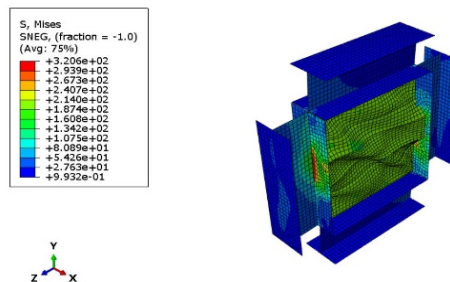 S, Mises
SNEG, (fraction = -1.0)
(Avg: 75%)
+3.206e+02
+2.939e+02
+2.673e+02
+2.407e+02
+2.140e+02
+1.874e+02
+1.608e+02
+1.342e+02
+1.075e+02
+8.089e+01
+5.426e+01
+2.763e+01
+9.932e-01
Y
Z
X